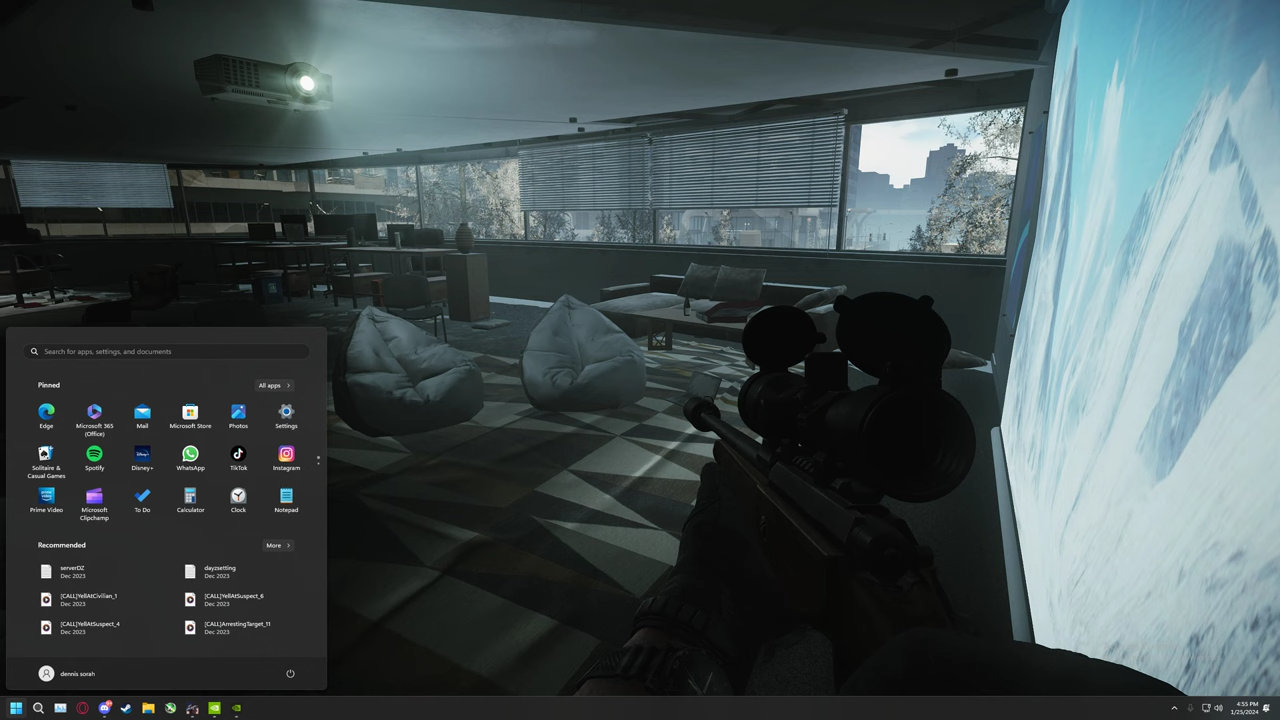 Search for apps, settings, and documents
Pinned
All apps
Edge
Microsoft 365
(Office)
Mail
Microsoft Store
Photos
Settings
Solitaire &
Casual Games
Spotify
Disney+
WhatsApp
TikTok
Instagram
Prime Video
Microsoft
Clipchamp
To Do
Calculator
Clock
Notepad
Recommended
More
serverDZ
Dec 2023
dayzsetting
Dec 2023
[CALL]YellAtCivilian_1
Dec 2023
[CALL]YellAtSuspect_6
Dec 2023
[CALL]YellAtSuspect_4
Dec 2023
[CALL]ArrestingTarget_11
Dec 2023
dennis sorah
4:55 PM
1/25/2024